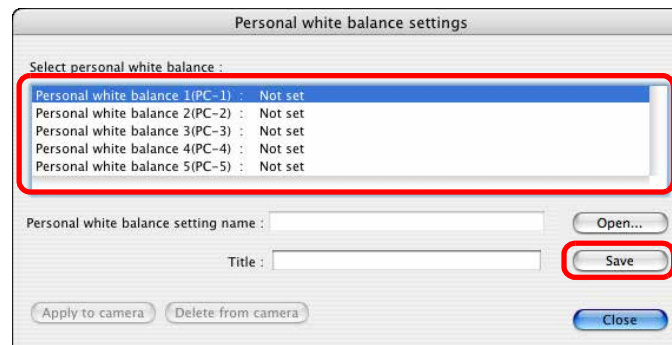 Personal white balance settings
Select personal white balance :
Personal white balance 1(PC-1) : Not set
Personal white balance 2(PC-2) : Not set
Personal white balance 3(PC-3) : Not set
Personal white balance 4(PC-4) : Not set
Personal white balance 5(PC-5) : Not set
Personal white balance setting name : Open...
Title : Save
Apply to camera Delete from camera Close